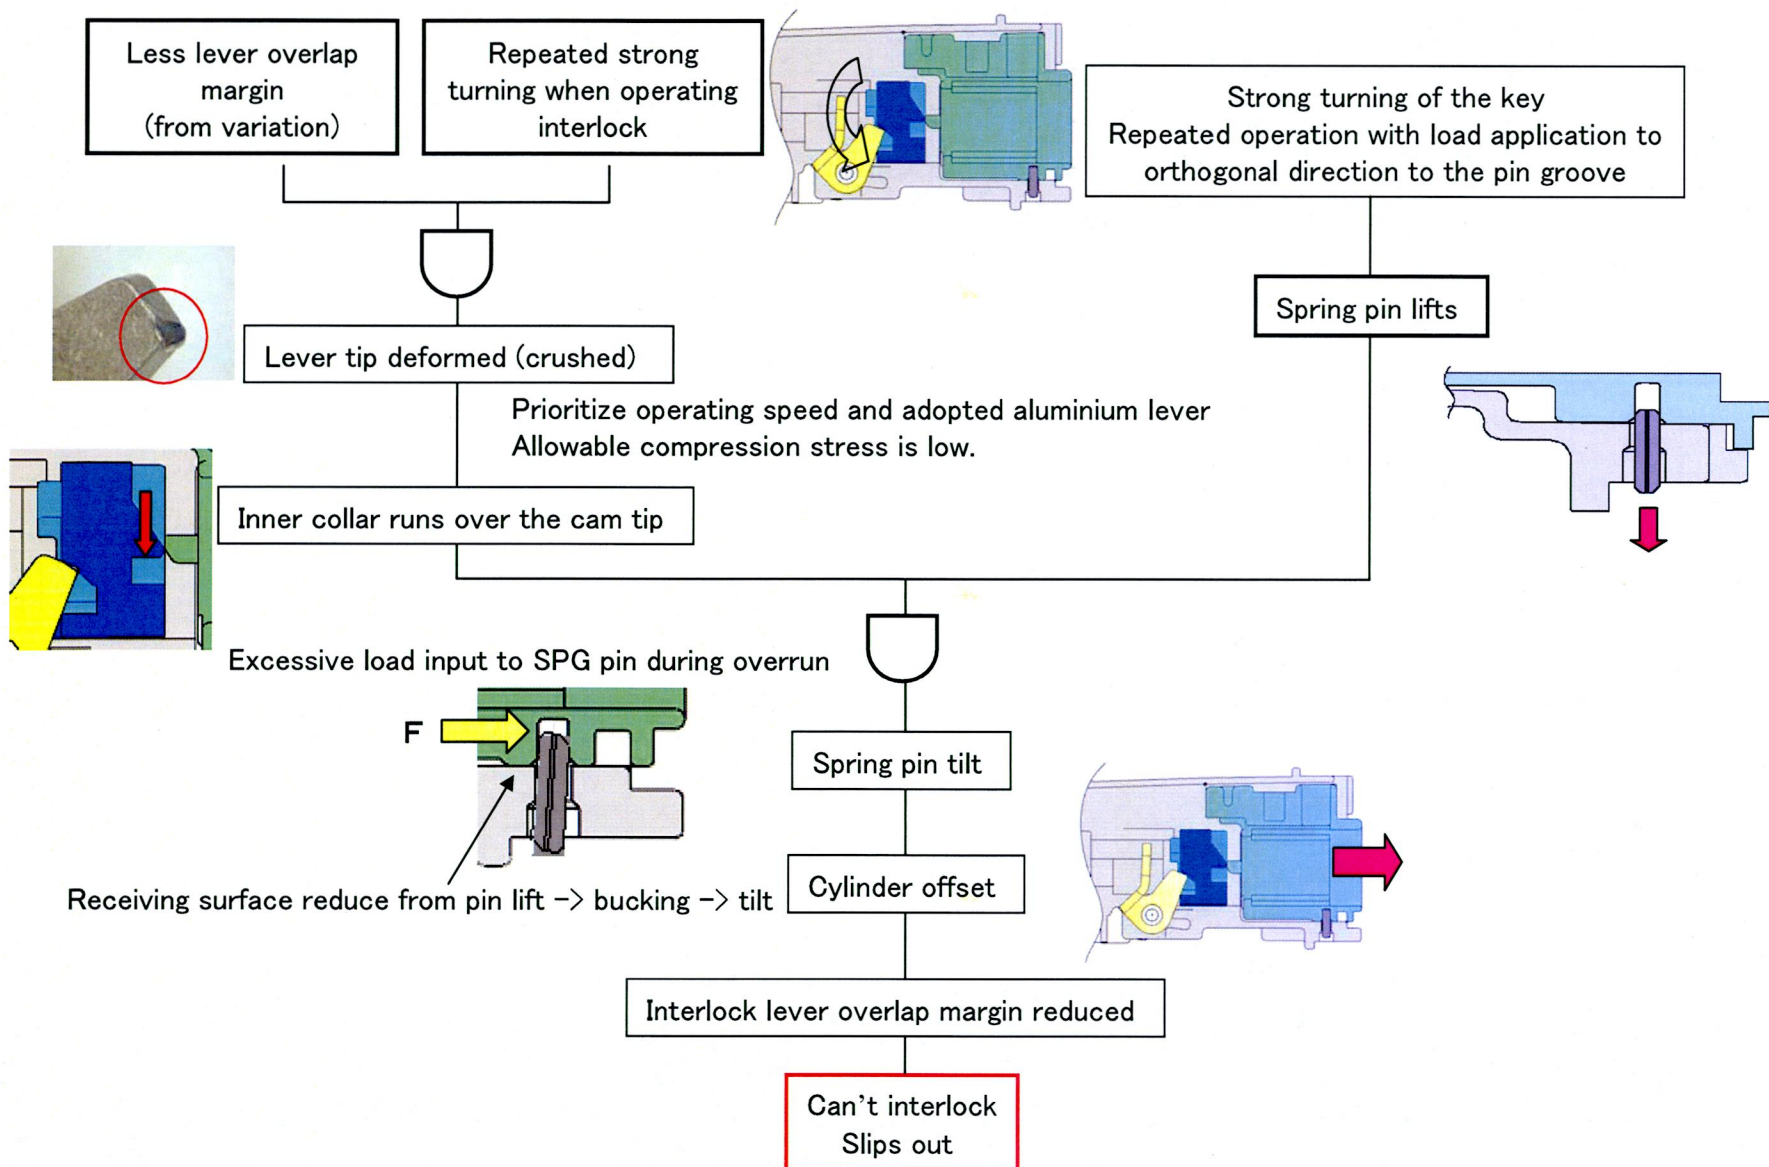 Less lever overlap
margin
(from variation)
Repeated strong
turning when operating
interlock
Strong turning of the key
Repeated operation with load application to
orthogonal direction to the pin groove
Spring pin lifts
Lever tip deformed (crushed)
Prioritize operating speed and adopted aluminium lever
Allowable compression stress is low.
Inner collar runs over the cam tip
Excessive load input to SPG pin during overrun
F
Spring pin tilt
Receiving surface reduce from pin lift -> bucking -> tilt
Cylinder offset
Interlock lever overlap margin reduced
Can't interlock
Slips out